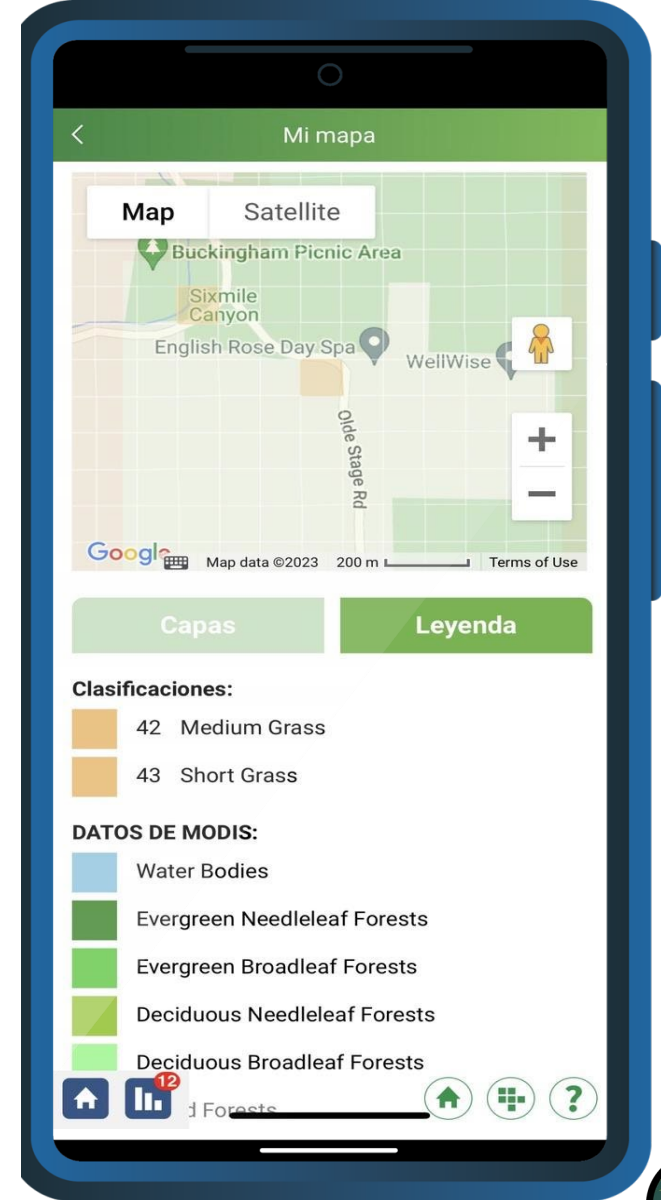 Mi mapa
Map Satellite
Buckingham Picnic Area
Sixmile
Canyon
English Rose Day Spa
WellWise
Olde Stage Rd
Google
Map data ©2023 200 m Terms of Use
Capas Leyenda
Clasificaciones:
42 Medium Grass
43 Short Grass
DATOS DE MODIS:
Water Bodies
Evergreen Needleleaf Forests
Evergreen Broadleaf Forests
Deciduous Needleleaf Forests
Deciduous Broadleaf Forests
12
d Forests
?